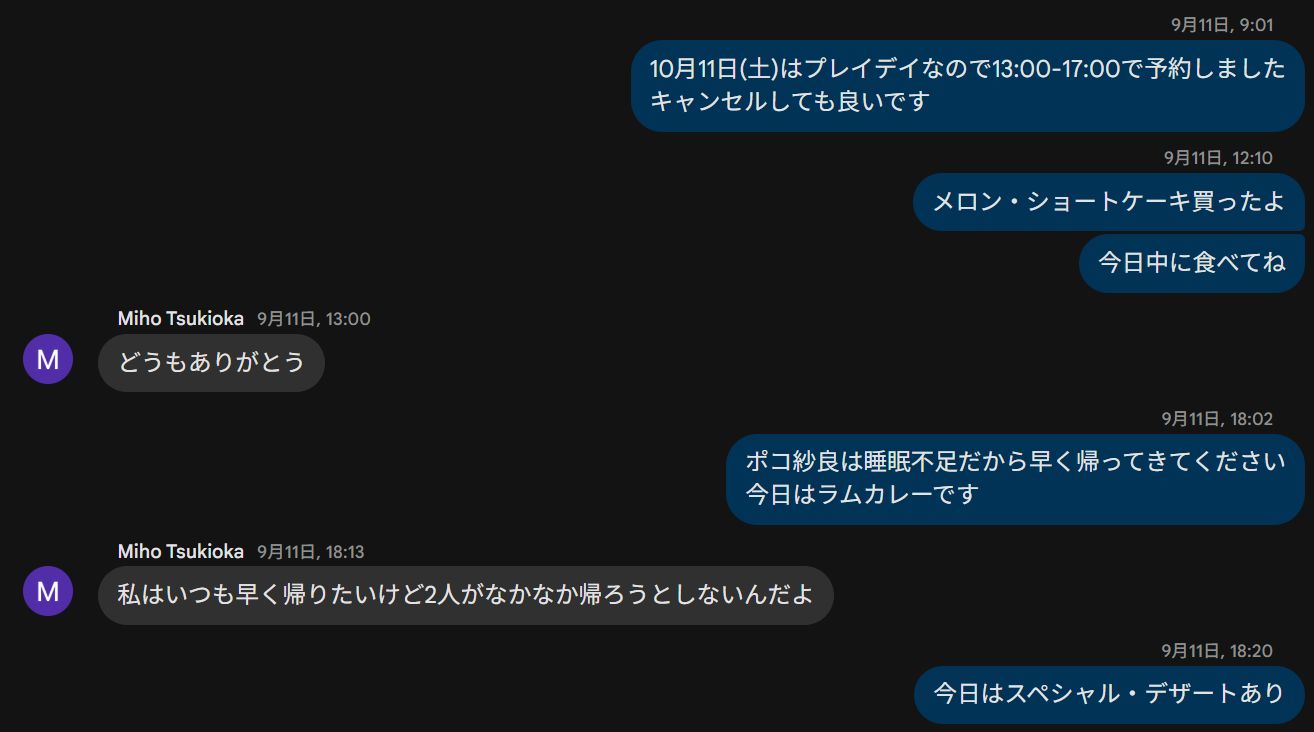 9月11日, 9:01
10月11日(土)はプレイデイなので13:00-17:00で予約しました
キャンセルしても良いです
9月11日, 12:10
メロン・ショートケーキ買ったよ
今日中に食べてね
Miho Tsukioka 9月11日, 13:00
M
どうもありがとう
9月11日, 18:02
ポコ紗良は睡眠不足だから早く帰ってきてください
今日はラムカレーです
Miho Tsukioka 9月11日, 18:13
M
私はいつも早く帰りたいけど2人がなかなか帰ろうとしないんだよ
9月11日, 18:20
今日はスペシャル・デザートあり